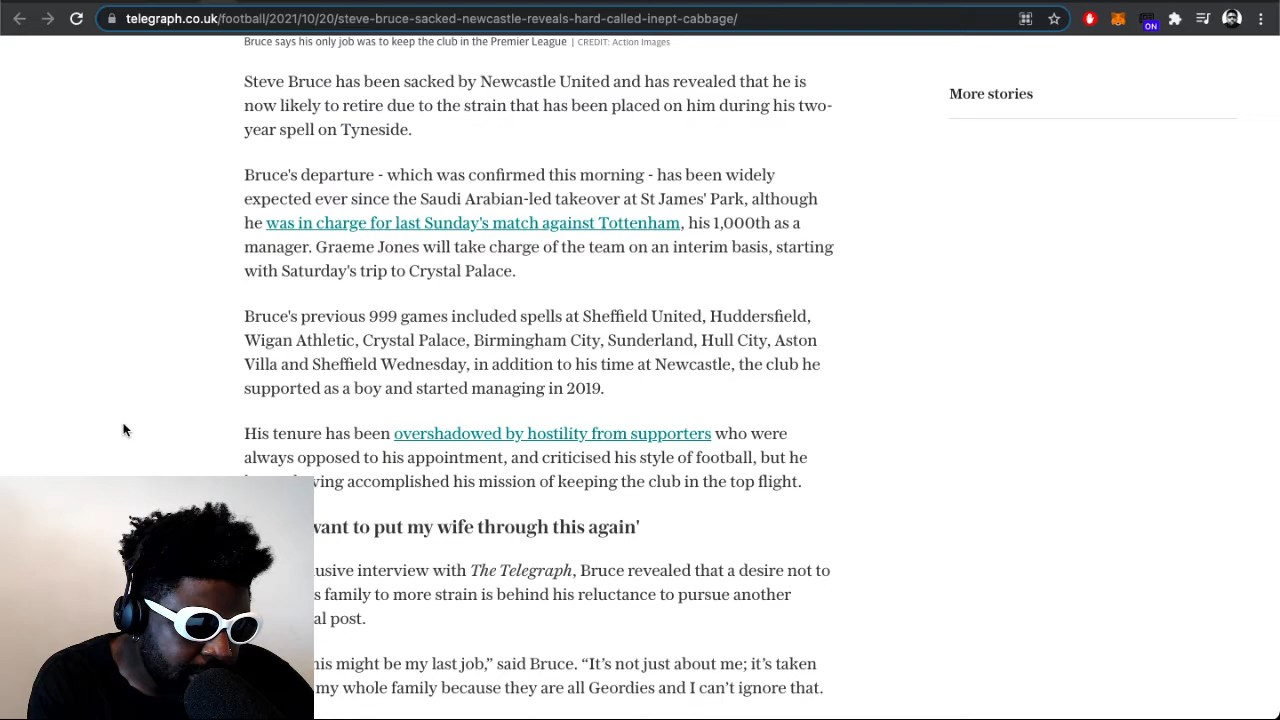 telegraph.co.uk/football/2021/10/20/steve-bruce-sacked-newcastle-reveals-hard-called-inept-cabbage/
ON
Bruce says his only job was to keep the club in the Premier League | CREDIT: Action Images
Steve Bruce has been sacked by Newcastle United and has revealed that he is
now likely to retire due to the strain that has been placed on him during his two-
year spell on Tyneside.
Bruce's departure - which was confirmed this morning - has been widely
expected ever since the Saudi Arabian-led takeover at St James' Park, although
he was in charge for last Sunday's match against Tottenham, his 1,000th as a
manager. Graeme Jones will take charge of the team on an interim basis, starting
with Saturday's trip to Crystal Palace.
Bruce's previous 999 games included spells at Sheffield United, Huddersfield,
Wigan Athletic, Crystal Palace, Birmingham City, Sunderland, Hull City, Aston
Villa and Sheffield Wednesday, in addition to his time at Newcastle, the club he
supported as a boy and started managing in 2019.
His tenure has been overshadowed by hostility from supporters who were
always opposed to his appointment, and criticised his style of football, but he
accomplished his mission of keeping the club in the top flight.
want to put my wife through this again'
interview with The Telegraph, Bruce revealed that a desire not to
family to more strain is behind his reluctance to pursue another
post.
might be my last job,” said Bruce. “It’s not just about me; it’s taken
my whole family because they are all Geordies and I can’t ignore that.
More stories